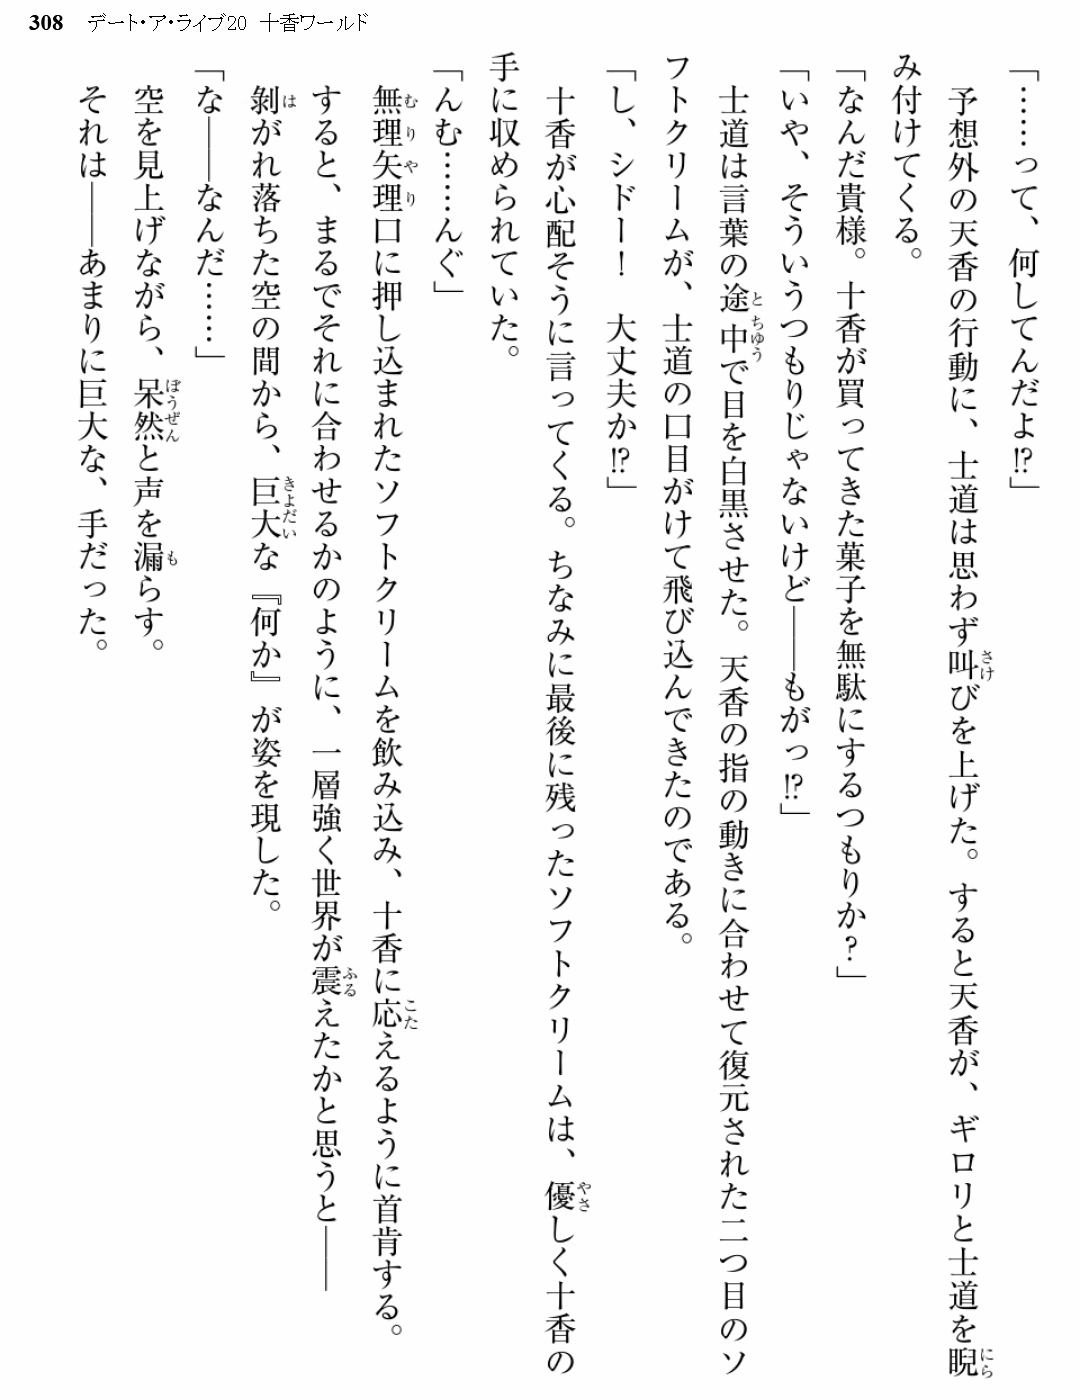 308 デート・ア・ライブ20 十香ワールド
「……って、何してんだよ!?」
予想外の天香の行動に、士道は思わず叫びを上げた。すると天香が、ギロリと士道を睨
み付けてくる。
「なんだ貴様。十香が買ってきた菓子を無駄にするつもりか?」
「いや、そういうつもりじゃないけど――もがっ!?」
士道は言葉の途中で目を白黒させた。天香の指の動きに合わせて復元された二つ目のソ
フトクリームが、士道の口目がけて飛び込んできたのである。
「し、シドー! 大丈夫か!?」
十香が心配そうに言ってくる。ちなみに最後に残ったソフトクリームは、優しく十香の
手に収められていた。
「んむ……んぐ」
無理矢理口に押し込まれたソフトクリームを飲み込み、十香に応えるように首肯する。
すると、まるでそれに合わせるかのように、一層強く世界が震えたかと思うと――
剝がれ落ちた空の間から、巨大な『何か』が姿を現した。
「な――なんだ……」
空を見上げながら、呆然と声を漏らす。
それは――あまりに巨大な、手だった。